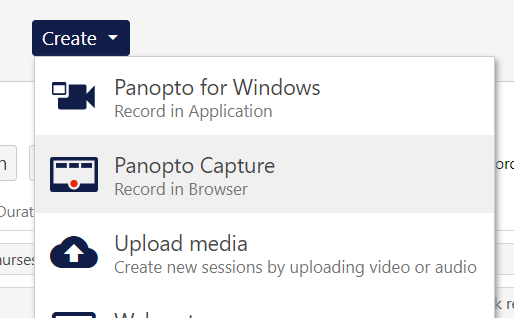 Create
Panopto for Windows
Record in Application
Panopto Capture
Record in Browser
Upload media
Create new sessions by uploading video or audio